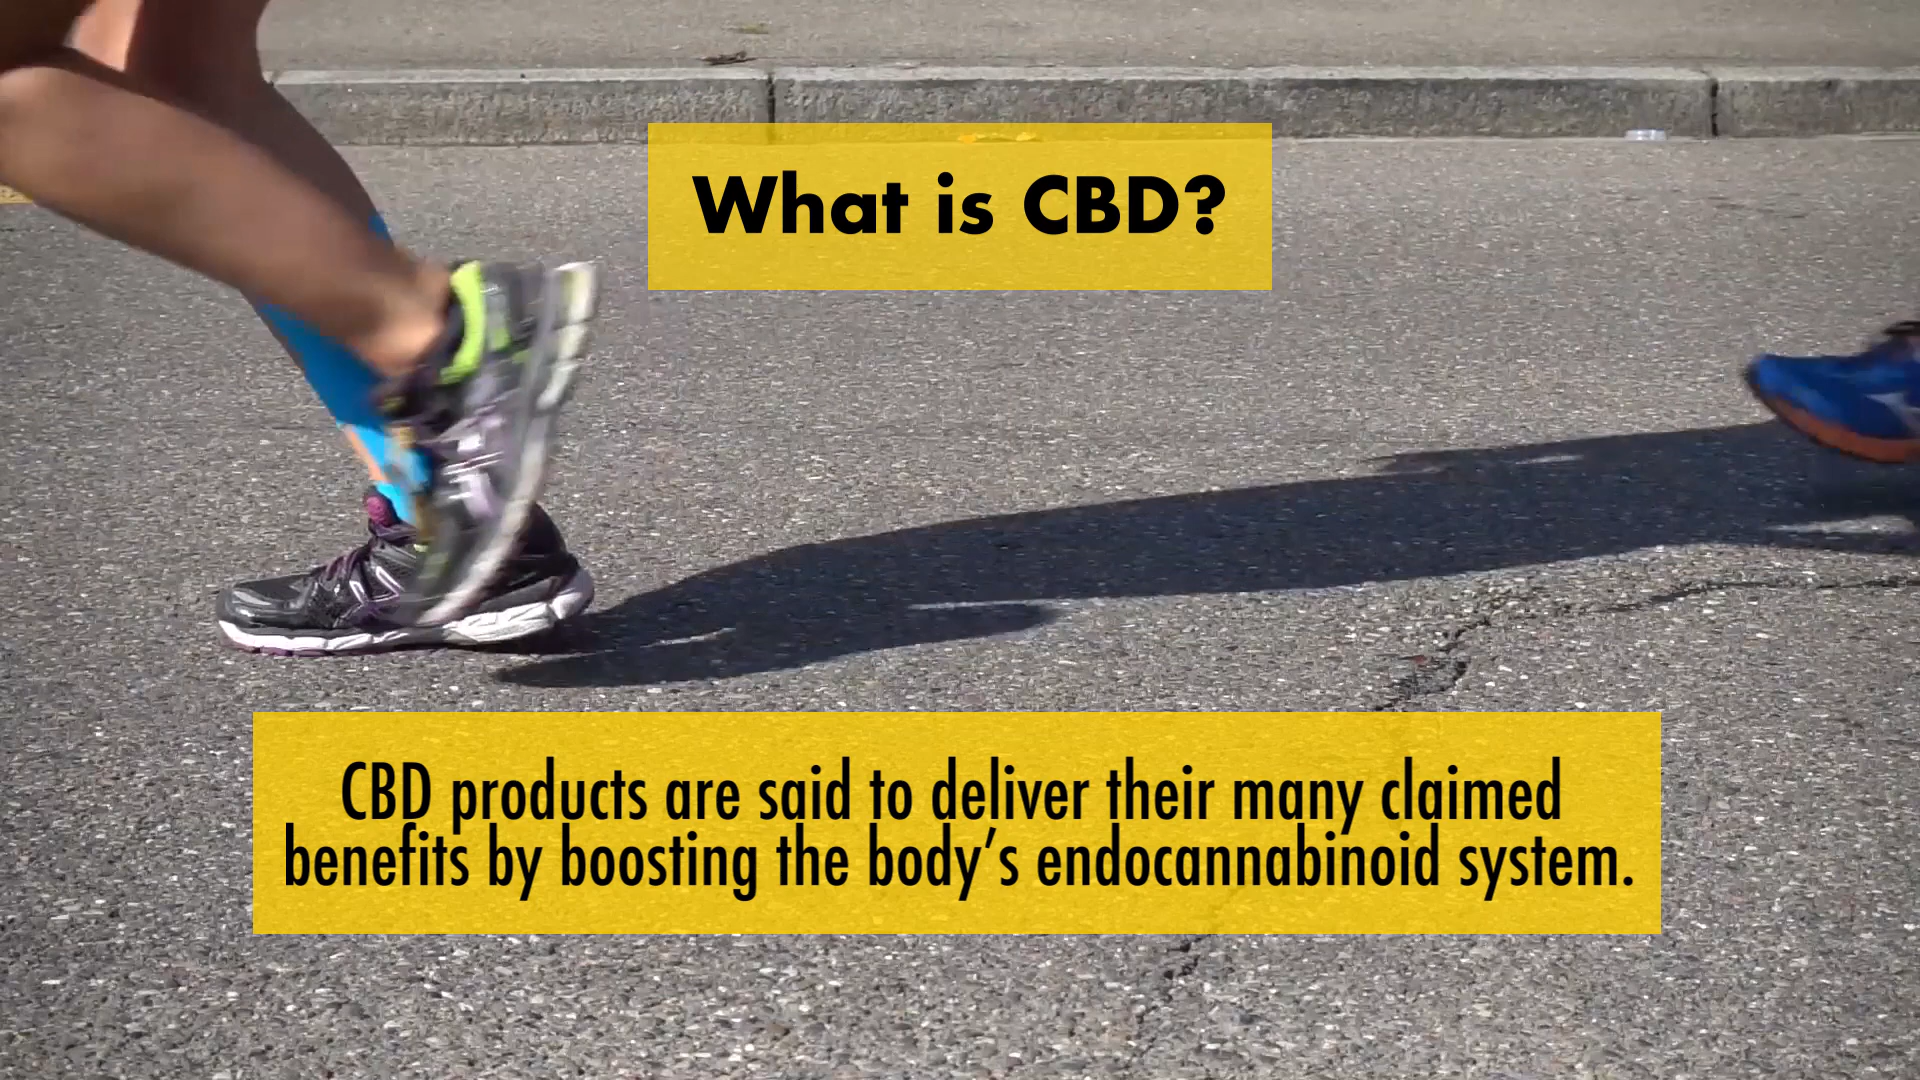 What is CBD?
CBD products are said to deliver their many claimed
benefits by boosting the body’s endocannabinoid system.